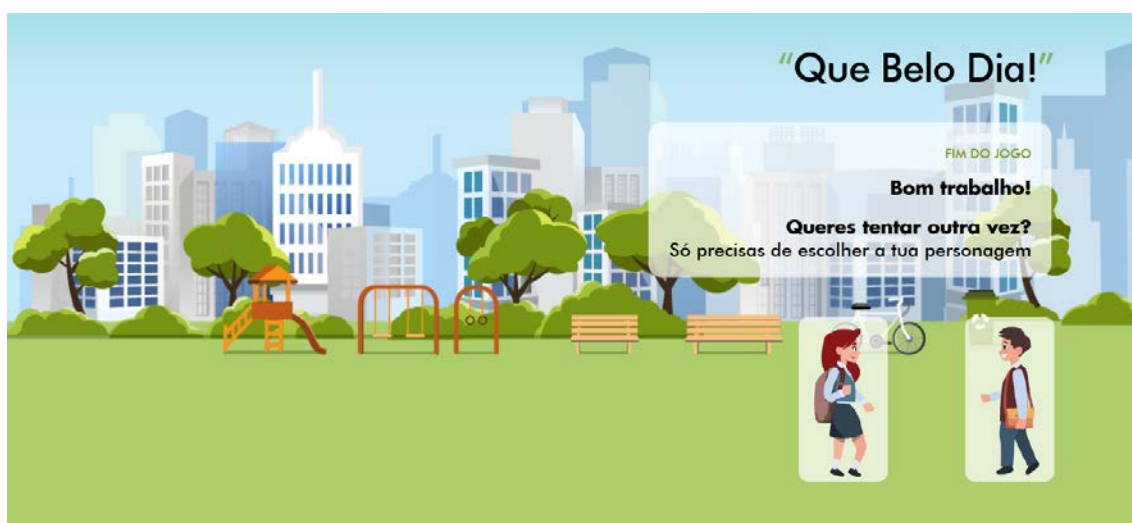 “Que Belo Dia!”
FIM DO JOGO
Bom trabalho!
Queres tentar outra vez?
Só precisas de escolher a tua personagem